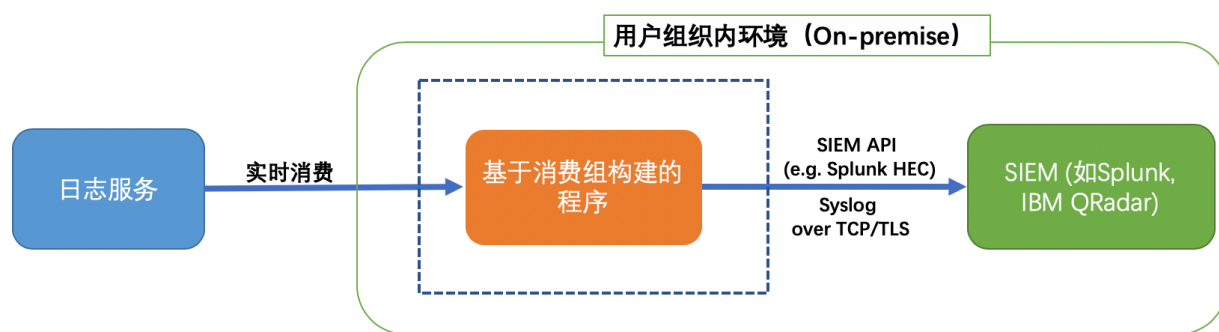 用户组织内环境（On-premise）
日志服务
实时消费
基于消费组构建的
程序
SIEM API
(e.g. Splunk HEC)
Syslog
over TCP/TLS
SIEM (如Splunk,
IBM QRadar)